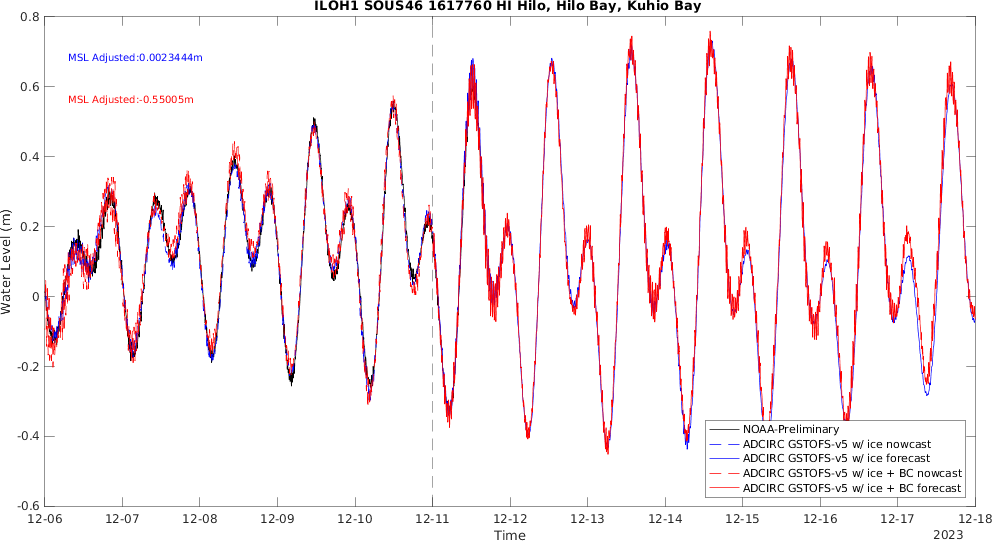 ILOH1 SOUS46 1617760 HI Hilo, Hilo Bay, Kuhio Bay
MSL Adjusted:0.0023444m
MSL Adjusted:-0.55005m
Water Level (m)
0.8
0.6
0.4
0.2
0
-0.2
-0.4
-0.6
NOAA-Preliminary
ADCIRC GSTOFS-v5 w/ ice nowcast
ADCIRC GSTOFS-v5 w/ ice forecast
ADCIRC GSTOFS-v5 w/ ice + BC nowcast
ADCIRC GSTOFS-v5 w/ ice + BC forecast
12-06 12-07 12-08 12-09 12-10 12-11 12-12 12-13 12-14 12-15 12-16 12-17 12-18
Time
2023